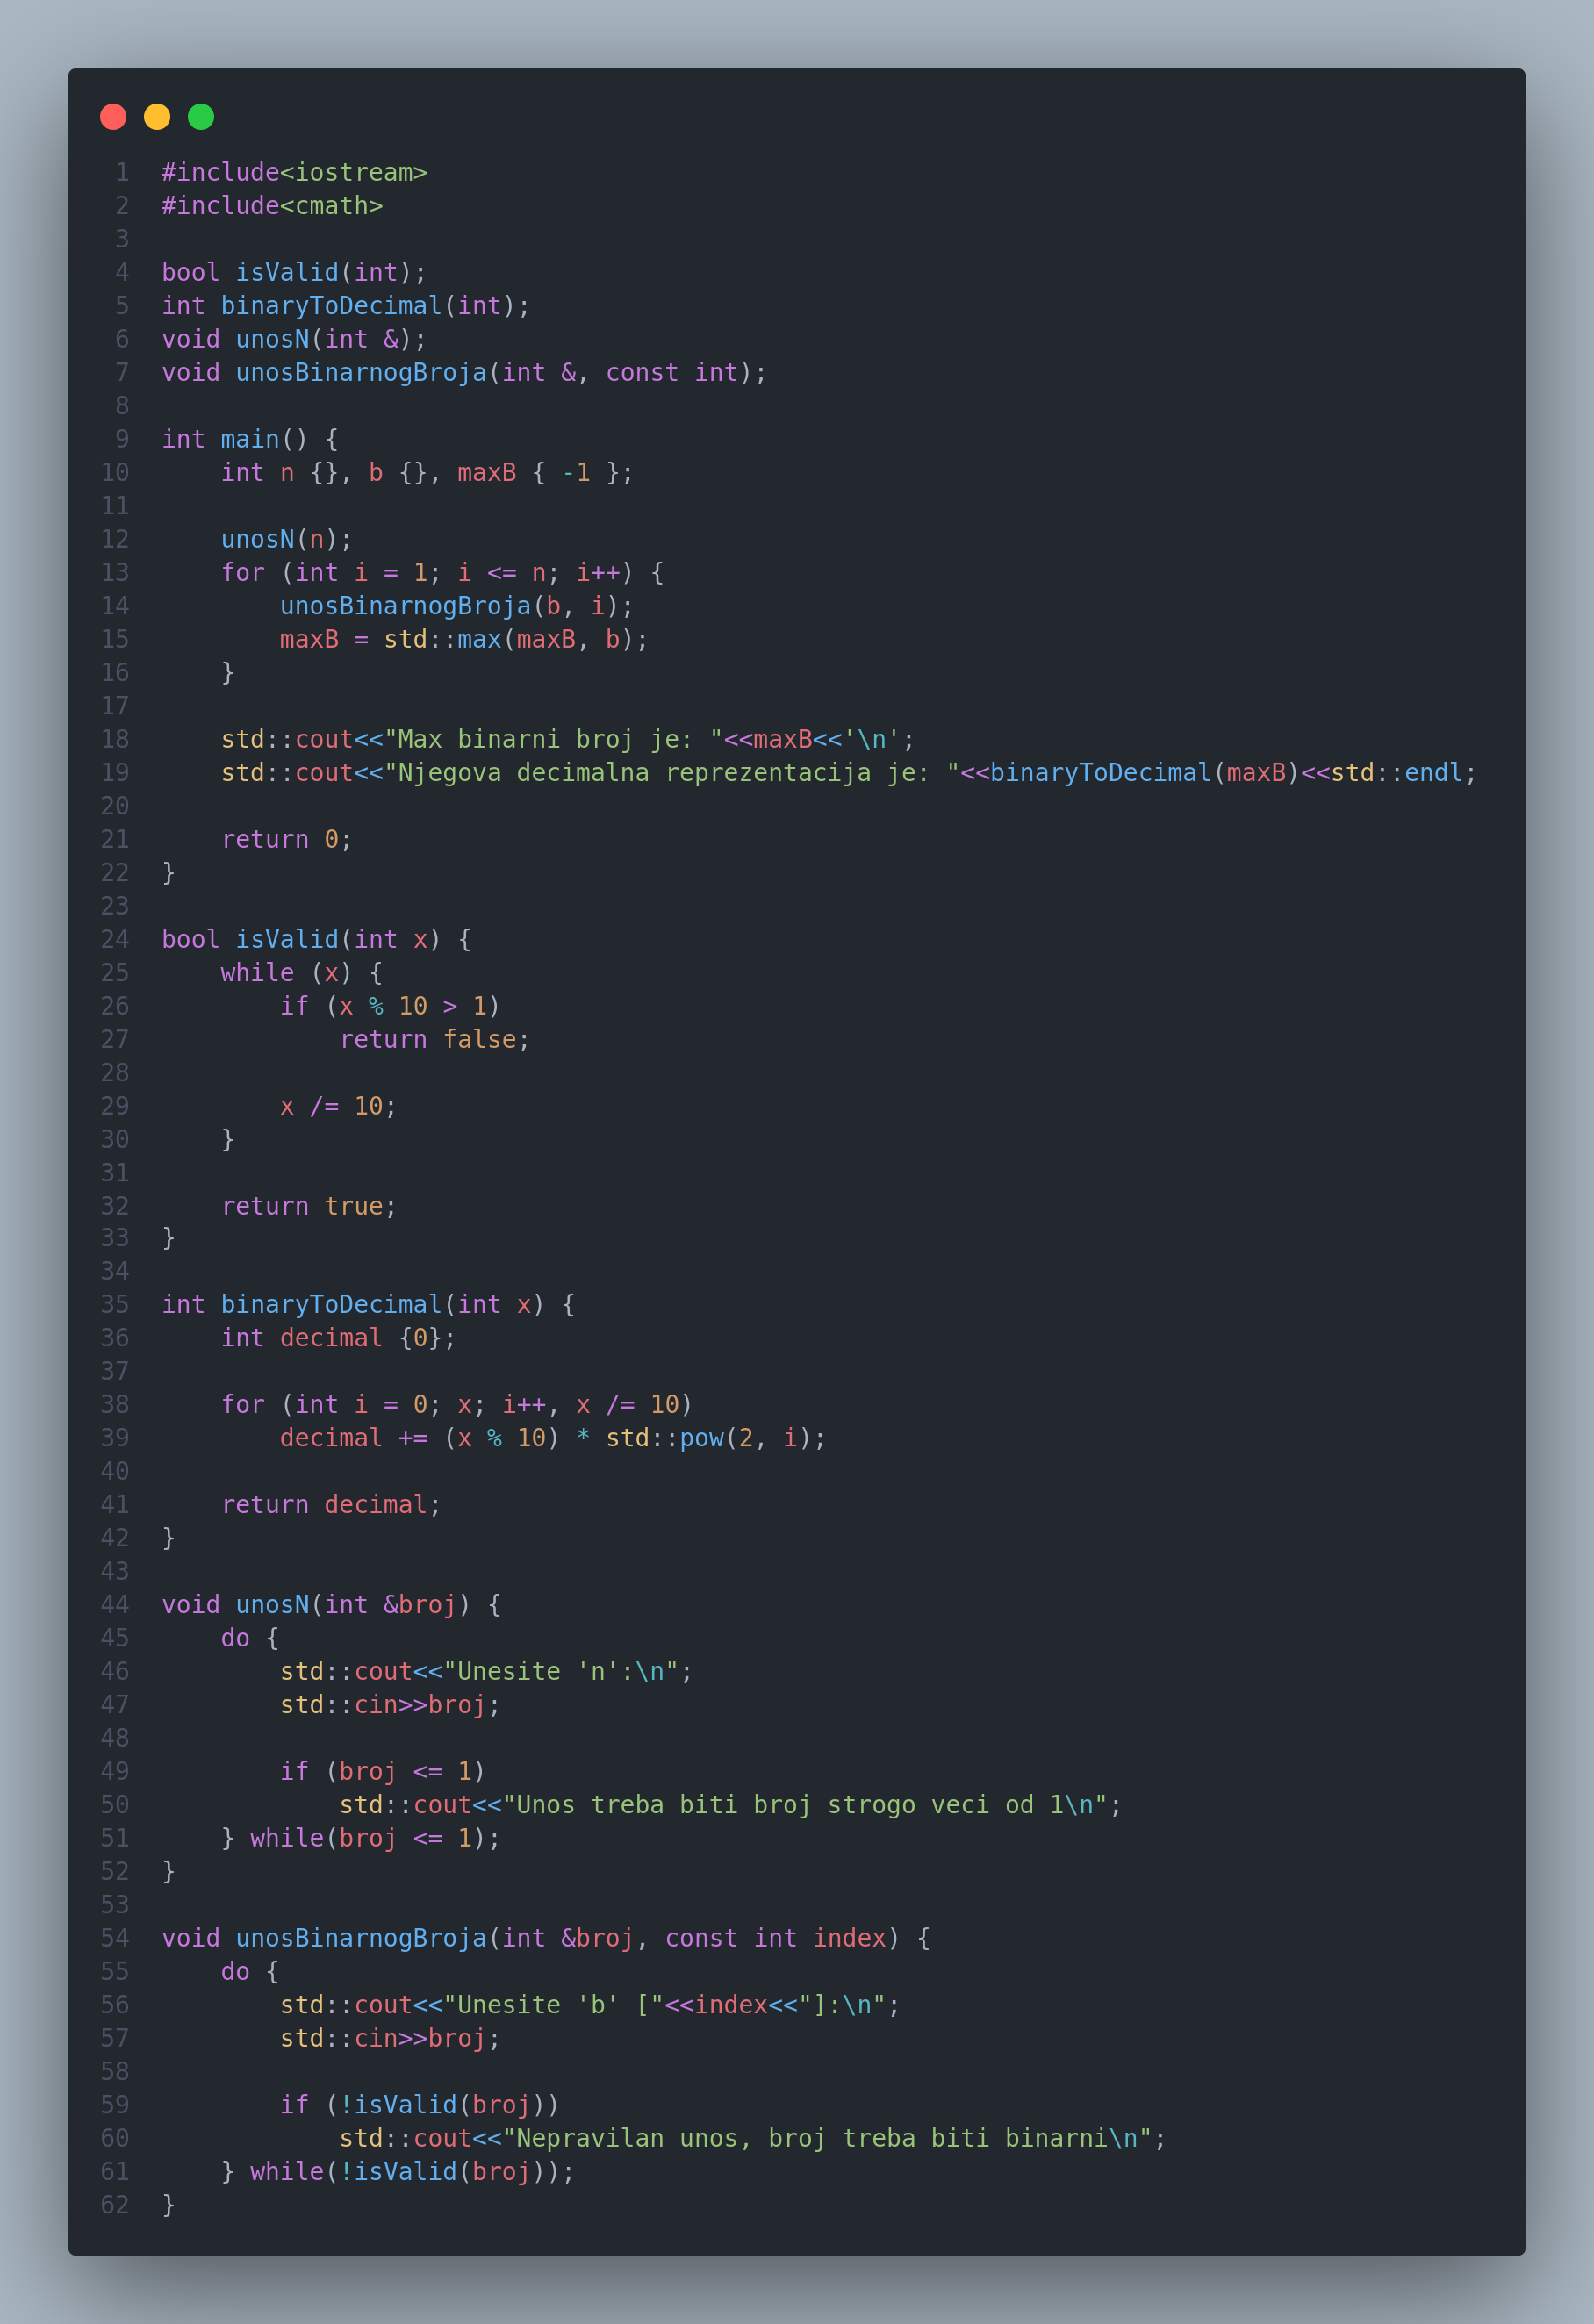 1 #include<iostream>
2 #include<cmath>
3
4 bool isValid(int);
5 int binaryToDecimal(int);
6 void unosN(int &);
7 void unosBinarnogBroja(int &, const int);
8
9 int main() {
10     int n {}, b {}, maxB { -1 };
11
12     unosN(n);
13     for (int i = 1; i <= n; i++) {
14         unosBinarnogBroja(b, i);
15         maxB = std::max(maxB, b);
16     }
17
18     std::cout<<"Max binarni broj je: "<<maxB<<'\n';
19     std::cout<<"Njegova decimalna reprezentacija je: "<<binaryToDecimal(maxB)<<std::endl;
20
21     return 0;
22 }
23
24 bool isValid(int x) {
25     while (x) {
26         if (x % 10 > 1)
27             return false;
28
29         x /= 10;
30     }
31
32     return true;
33 }
34
35 int binaryToDecimal(int x) {
36     int decimal {0};
37
38     for (int i = 0; x; i++, x /= 10)
39         decimal += (x % 10) * std::pow(2, i);
40
41     return decimal;
42 }
43
44 void unosN(int &broj) {
45     do {
46         std::cout<<"Unesite 'n':\n";
47         std::cin>>broj;
48
49         if (broj <= 1)
50             std::cout<<"Unos treba biti broj strogo veci od 1\n";
51     } while(broj <= 1);
52 }
53
54 void unosBinarnogBroja(int &broj, const int index) {
55     do {
56         std::cout<<"Unesite 'b' ["<<index<<"]:\n";
57         std::cin>>broj;
58
59         if (!isValid(broj))
60             std::cout<<"Nepravilan unos, broj treba biti binarni\n";
61     } while(!isValid(broj));
62 }